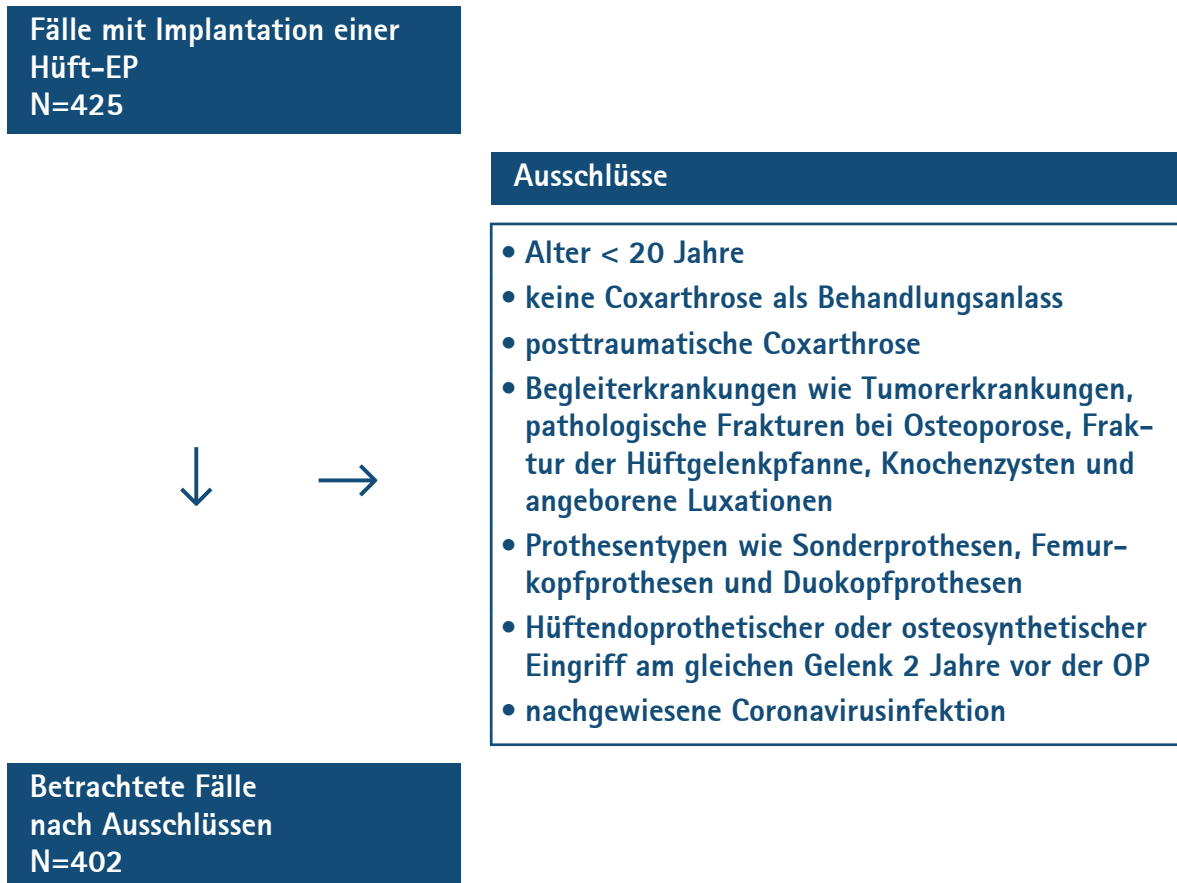 Fälle mit Implantation einer
Hüft-EP
N=425
Ausschlüsse
• Alter < 20 Jahre
• keine Coxarthrose als Behandlungsanlass
• posttraumatische Coxarthrose
• Begleiterkrankungen wie Tumorerkrankungen,
pathologische Frakturen bei Osteoporose, Frak-
tur der Hüftgelenkpfanne, Knochenzysten und
angeborene Luxationen
• Prothesentypen wie Sonderprothesen, Femur-
kopfprothesen und Duokopfprothesen
• Hüftendoprothetischer oder osteosynthetischer
Eingriff am gleichen Gelenk 2 Jahre vor der OP
• nachgewiesene Coronavirusinfektion
Betrachtete Fälle
nach Ausschlüssen
N=402